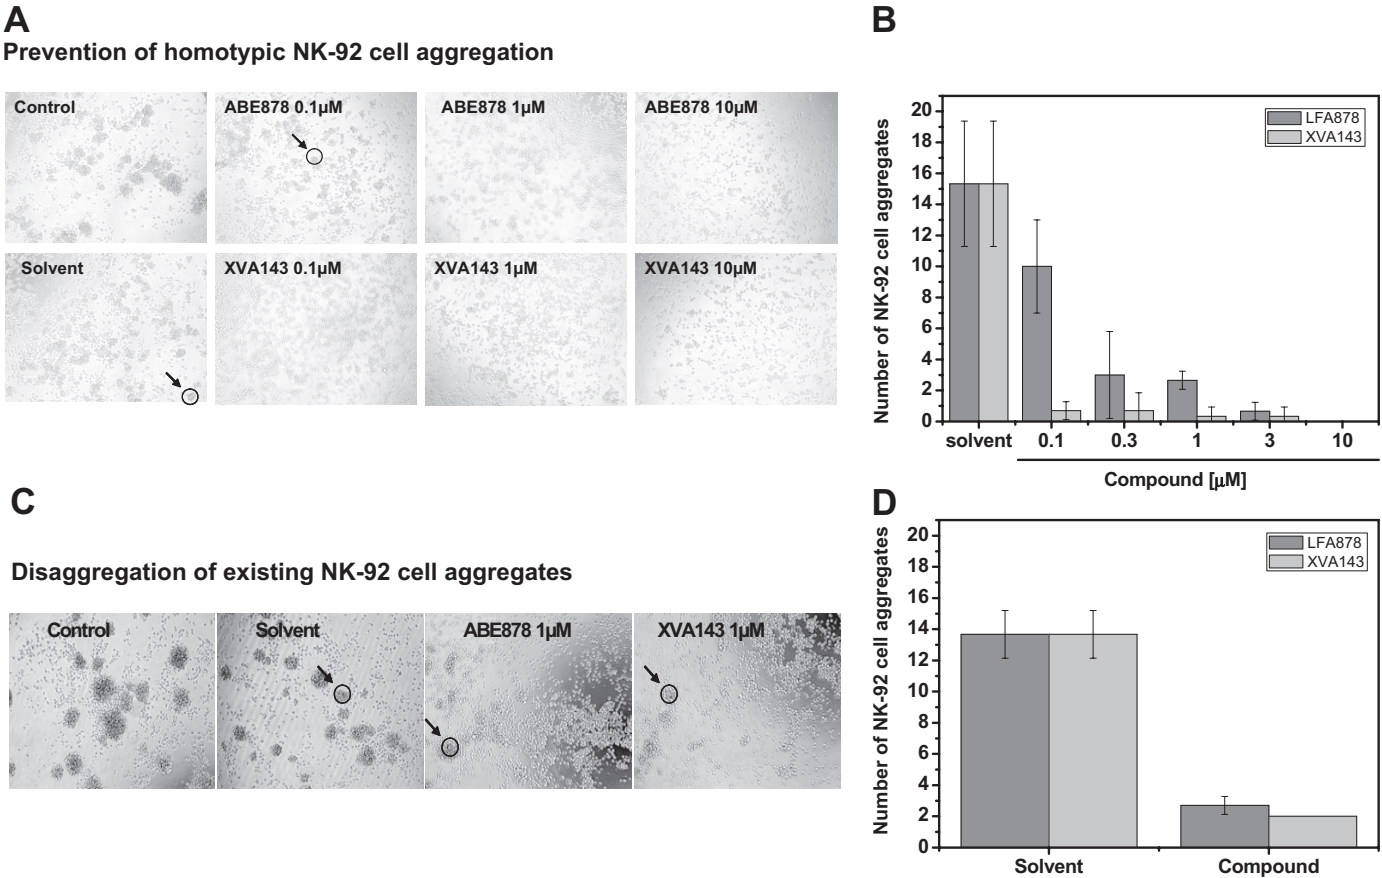 A
Prevention of homotypic NK-92 cell aggregation
Control
ABE878 0.1µM
ABE878 1µM
ABE878 10µM
Solvent
XVA143 0.1µM
XVA143 1µM
XVA143 10µM
B
Number of NK-92 cell aggregates
20
18
16
14
12
10
8
6
4
2
0
LFA878
XVA143
solvent 0.1 0.3 1 3 10
Compound [µM]
C
Disaggregation of existing NK-92 cell aggregates
Control
Solvent
ABE878 1µM
XVA143 1µM
D
Number of NK-92 cell aggregates
20
18
16
14
12
10
8
6
4
2
0
LFA878
XVA143
Solvent Compound